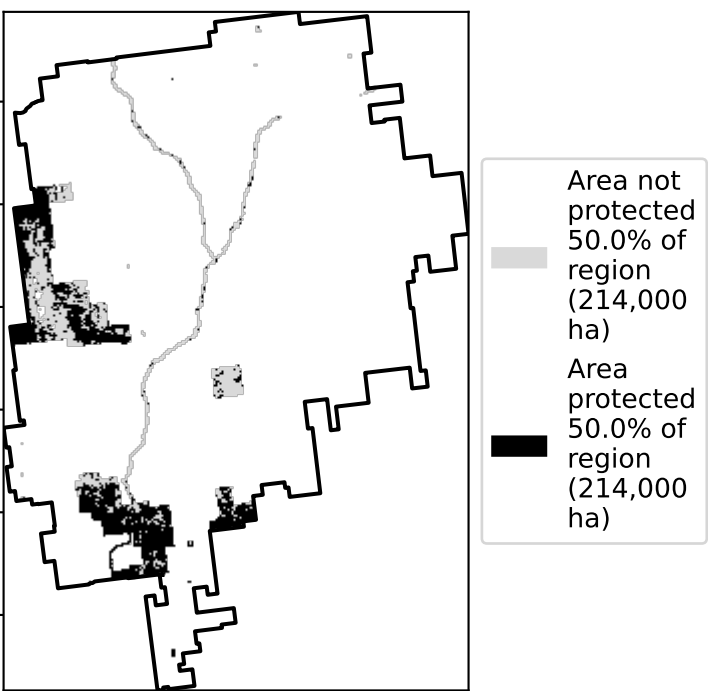 Area not
protected
50.0% of
region
(214,000
ha)
Area
protected
50.0% of
region
(214,000
ha)